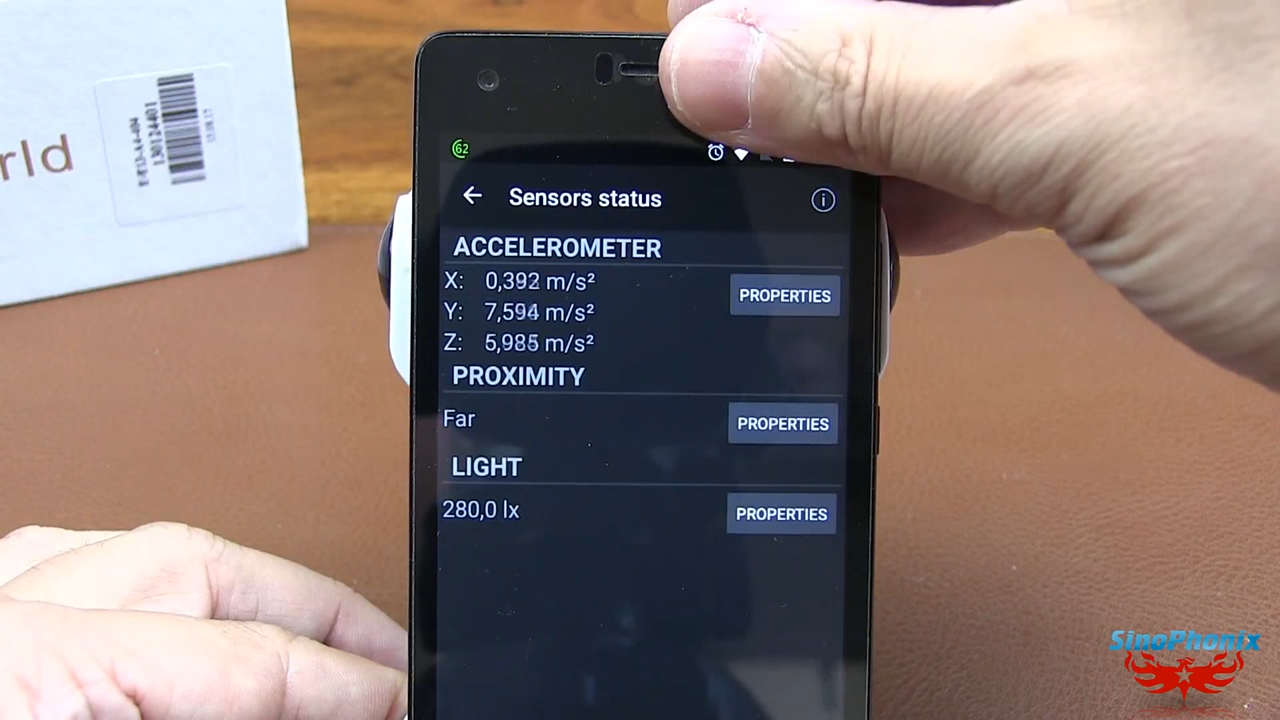 rld
130124401
62
Sensors status
ACCELEROMETER
X: 0,392 m/s²
PROPERTIES
Y: 7,594 m/s²
Z: 5,985 m/s²
PROXIMITY
Far
PROPERTIES
LIGHT
280,0 lx
PROPERTIES
SinoPhonix